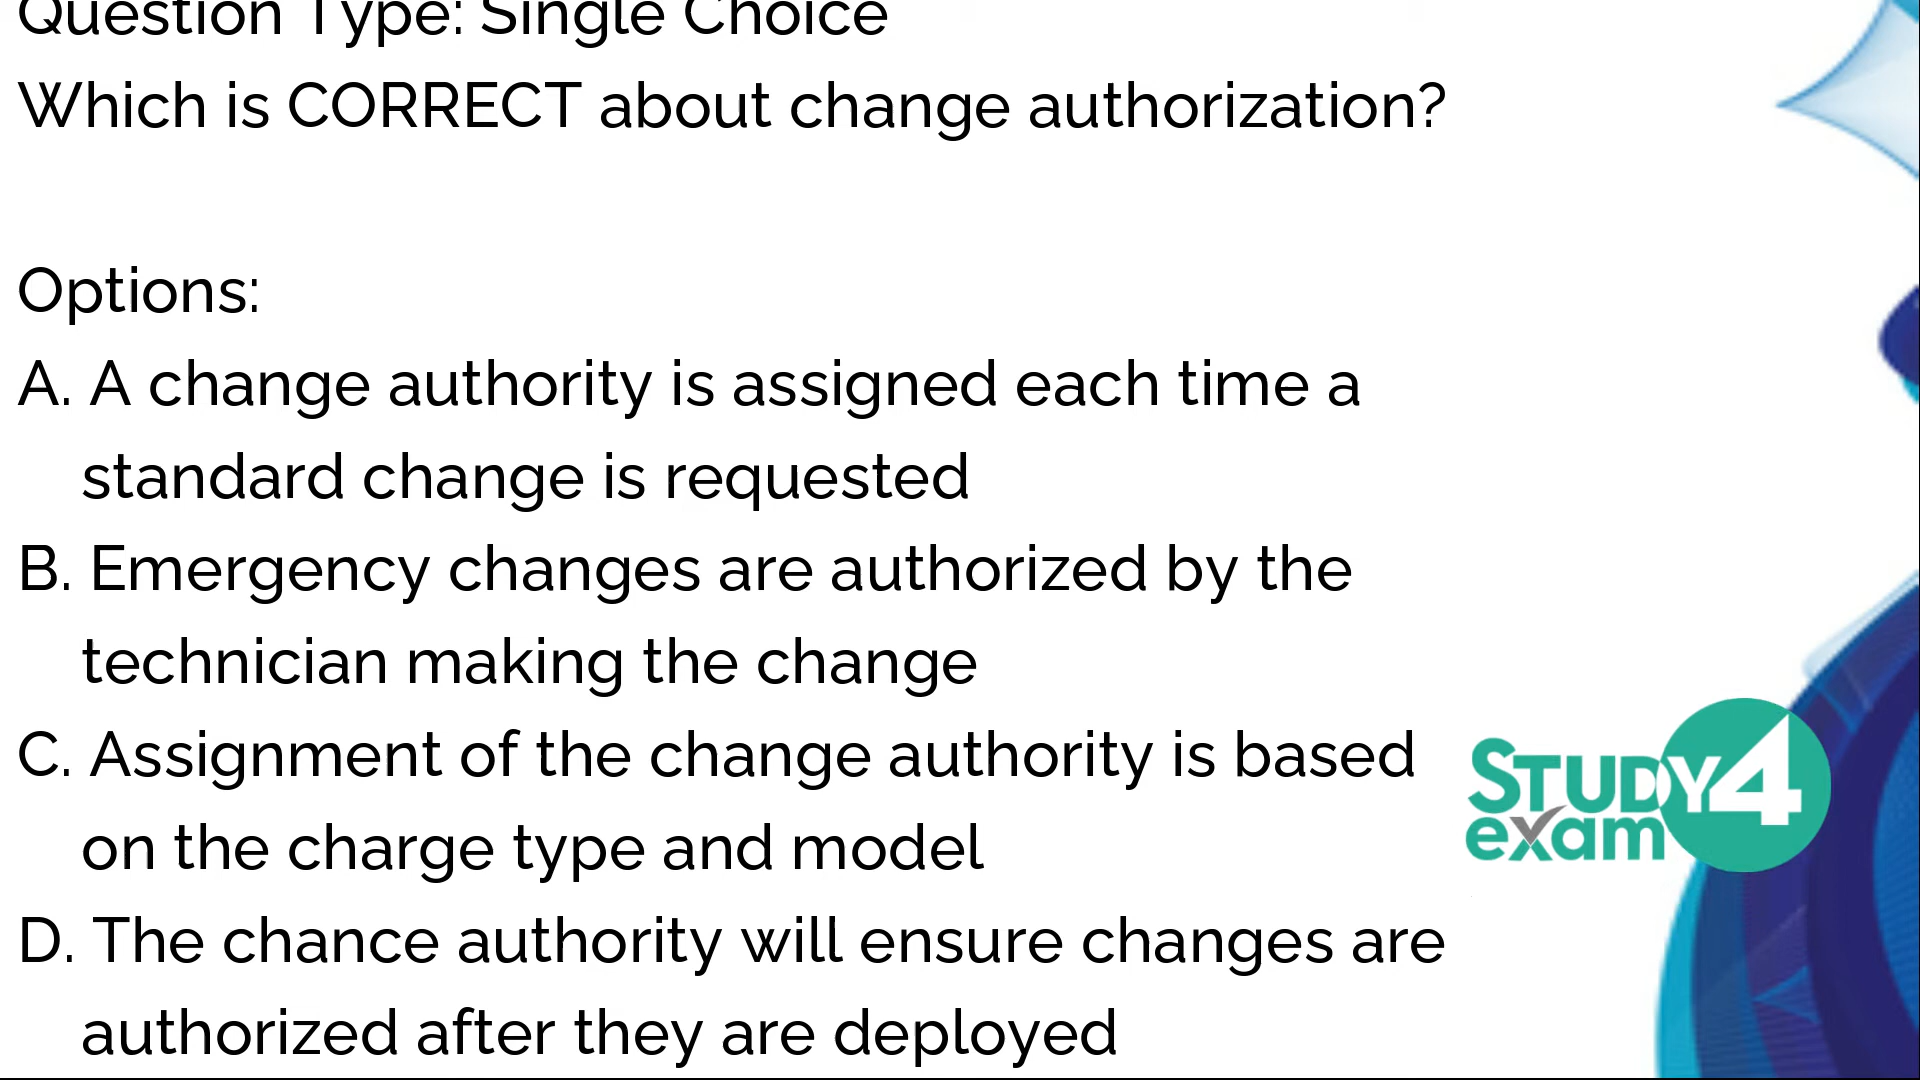 Question Type: Single Choice
Which is CORRECT about change authorization?
Options:
A. A change authority is assigned each time a
standard change is requested
B. Emergency changes are authorized by the
technician making the change
C. Assignment of the change authority is based
on the charge type and model
D. The chance authority will ensure changes are
authorized after they are deployed
STUDY4
exam